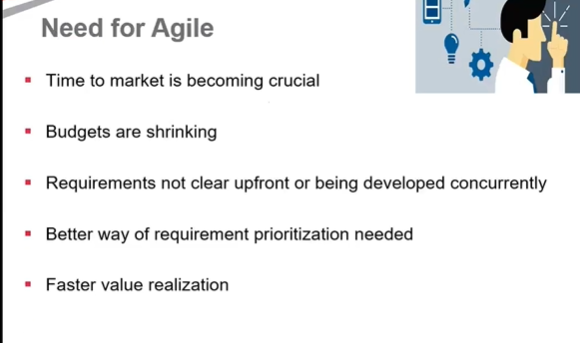 Need for Agile
Time to market is becoming crucial
Budgets are shrinking
Requirements not clear upfront or being developed concurrently
Better way of requirement prioritization needed
Faster value realization